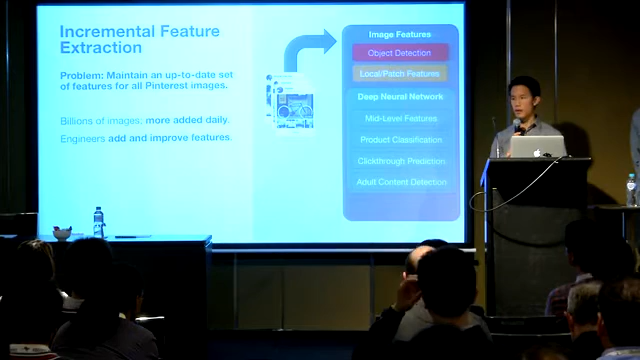 Incremental Feature
Extraction
Problem: Maintain an up-to-date set
of features for all Pinterest images.
Billions of images; more added daily.
Engineers add and improve features.
Image Features
Object Detection
Local/Patch Features
Deep Neural Network
Mid-Level Features
Product Classification
Clickthrough Prediction
Adult Content Detection